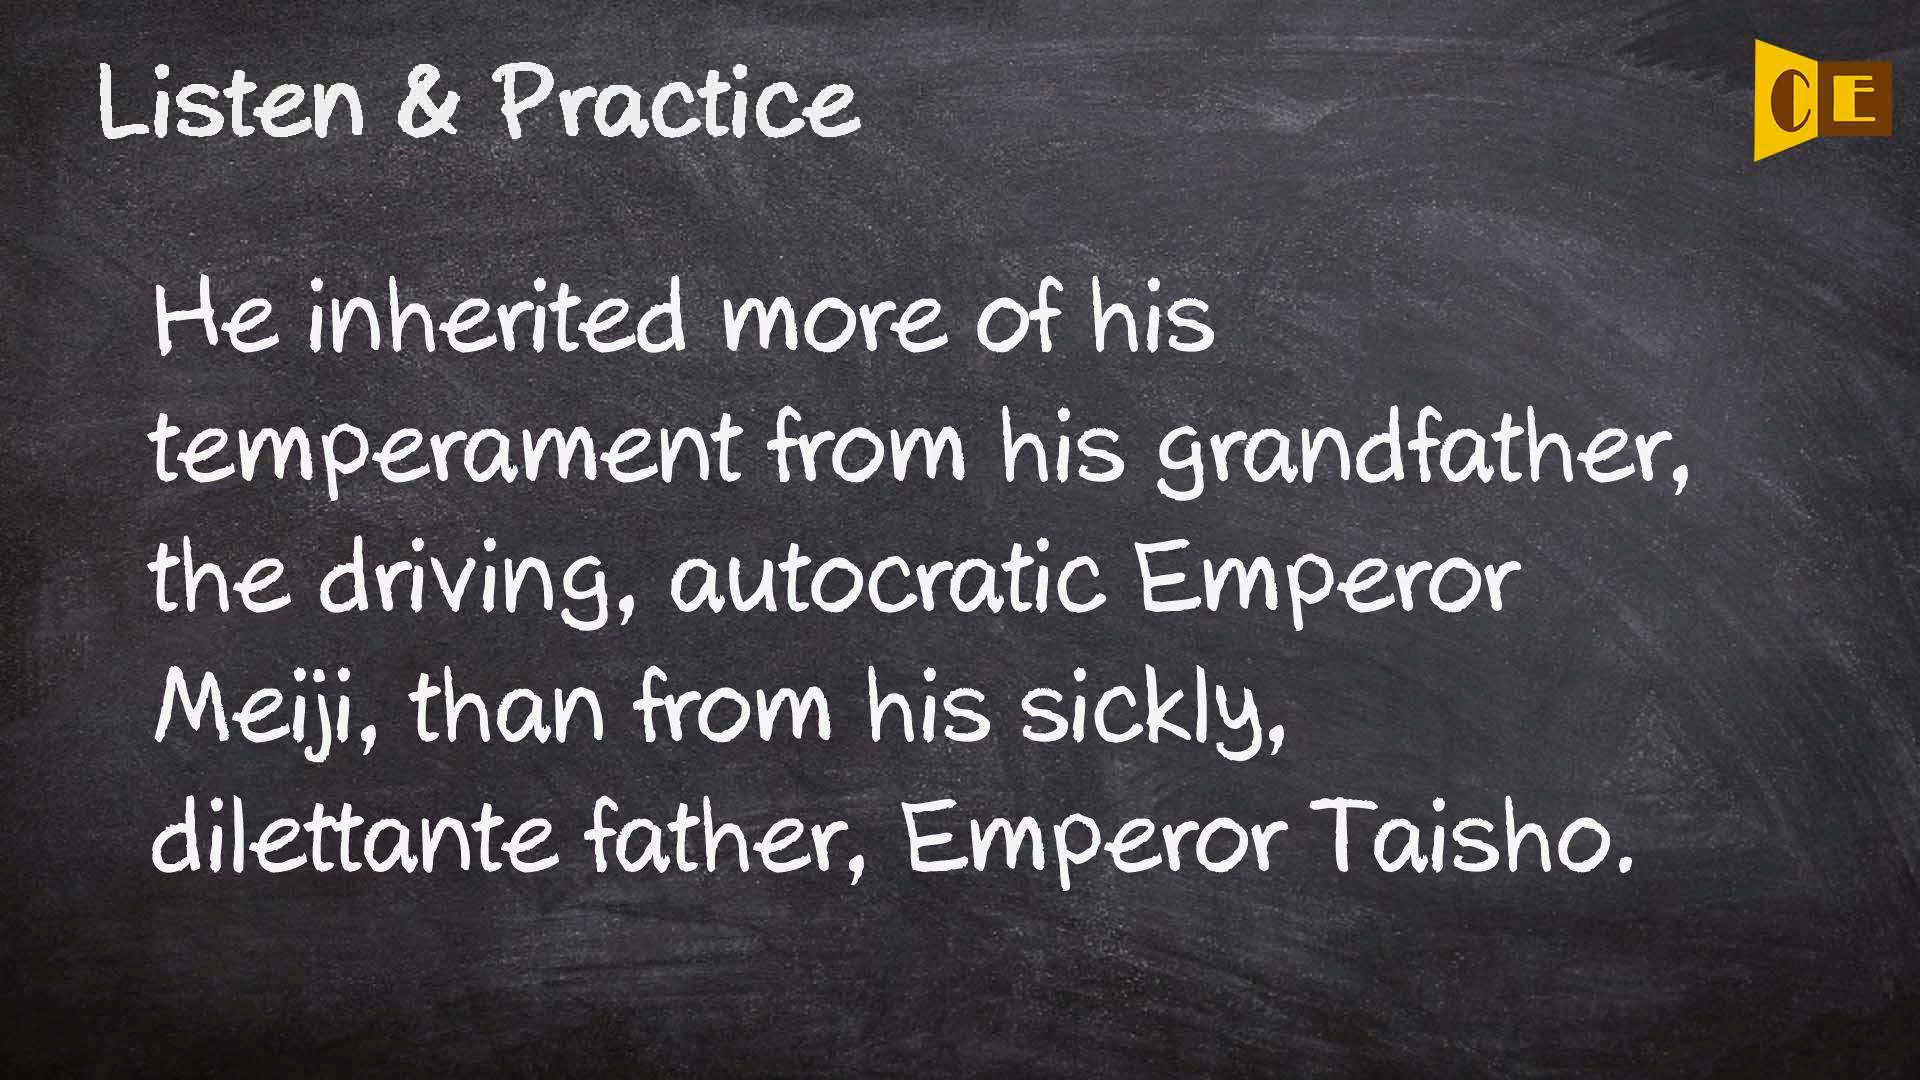 Listen & Practice
CE
He inherited more of his
temperament from his grandfather,
the driving, autocratic Emperor
Meiji, than from his sickly,
dilettante father, Emperor Taisho.